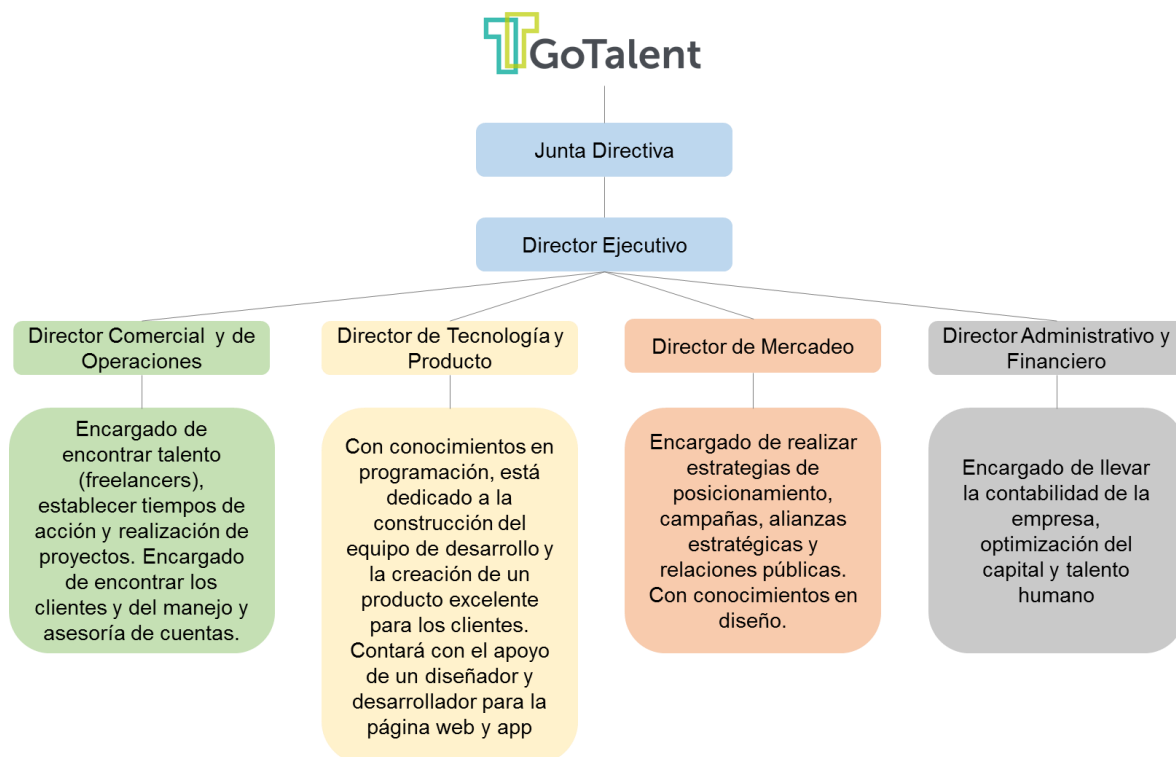 GoTalent
Junta Directiva
Director Ejecutivo
Director Comercial y de
Operaciones
Encargado de
encontrar talento
(freelancers),
establecer tiempos de
acción y realización de
proyectos. Encargado
de encontrar los
clientes y del manejo y
asesoría de cuentas.
Director de Tecnología y
Producto
Con conocimientos en
programación, está
dedicado a la
construcción del
equipo de desarrollo y
la creación de un
producto excelente
para los clientes.
Contará con el apoyo
de un diseñador y
desarrollador para la
página web y app
Director de Mercadeo
Encargado de realizar
estrategias de
posicionamiento,
campañas, alianzas
estratégicas y
relaciones públicas.
Con conocimientos en
diseño.
Director Administrativo y
Financiero
Encargado de llevar
la contabilidad de la
empresa,
optimización del
capital y talento
humano